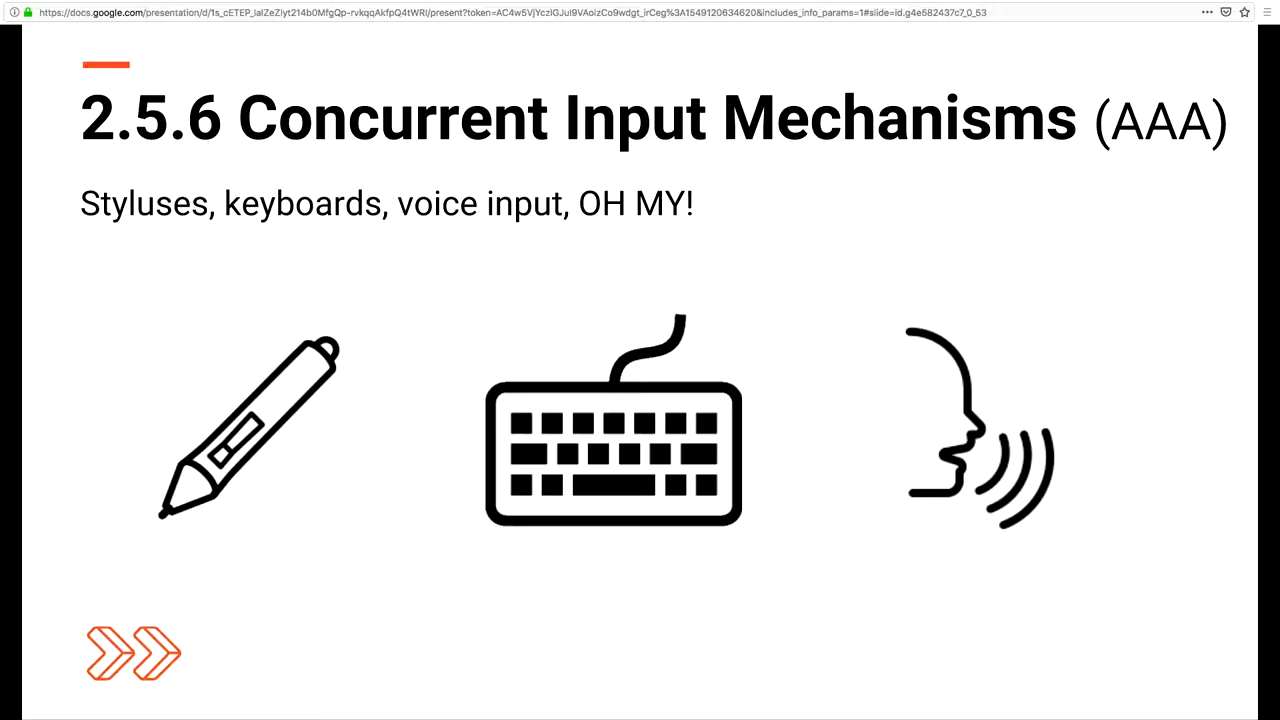 2.5.6 Concurrent Input Mechanisms (AAA)
Styluses, keyboards, voice input, OH MY!